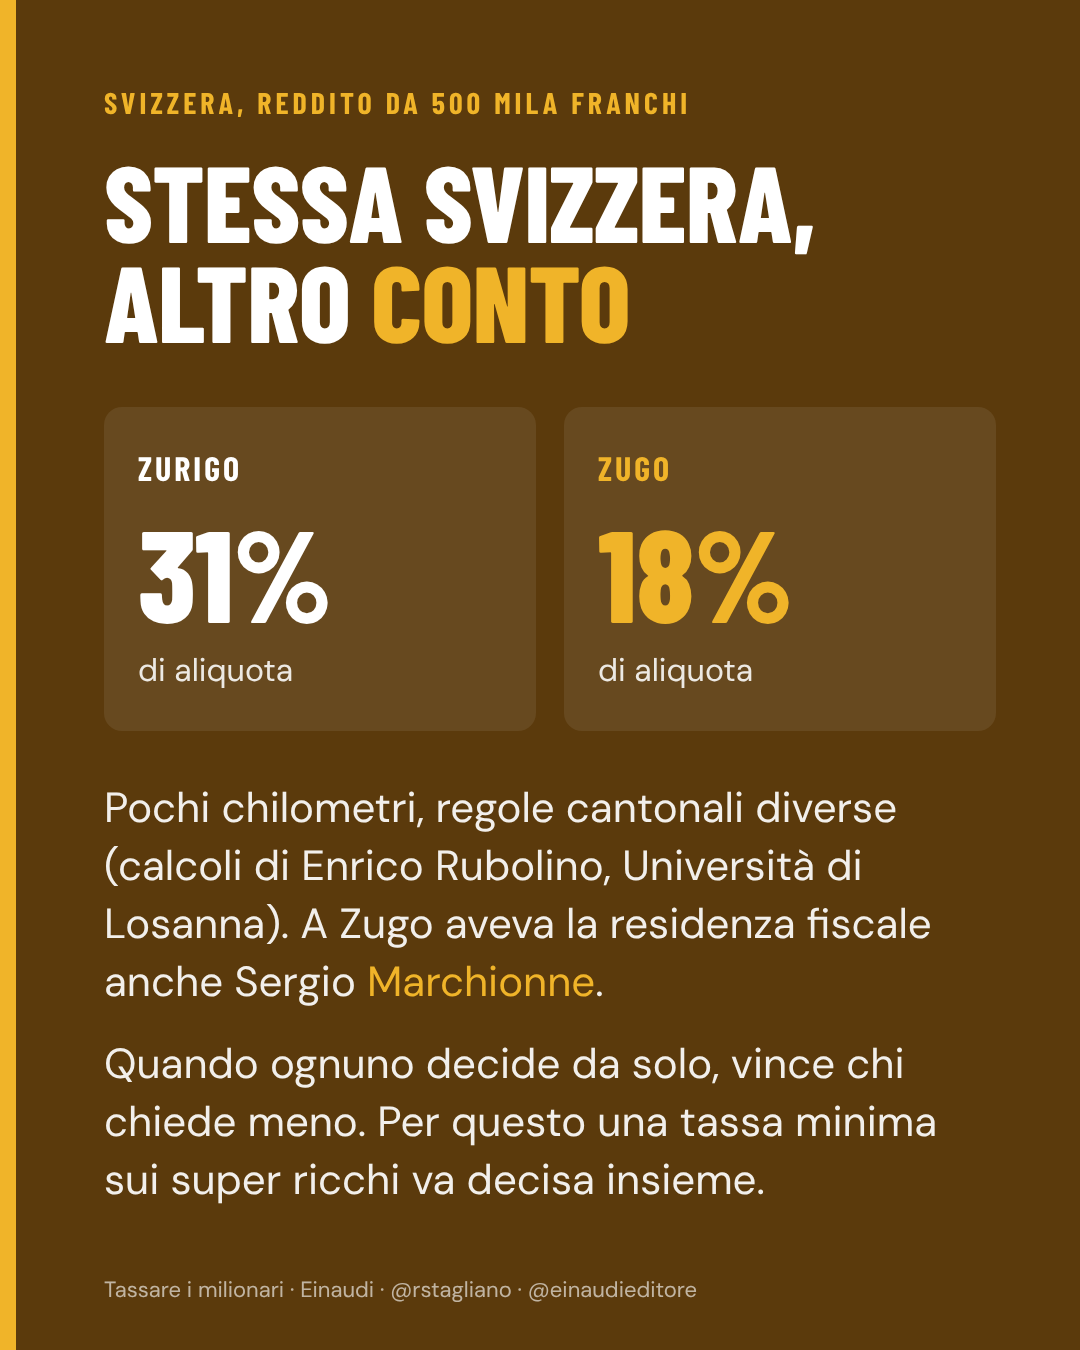 SVIZZERA, REDDITO DA 500 MILA FRANCHI
STESSA SVIZZERA,
ALTRO CONTO
ZURIGO
31%
di aliquota
ZUGO
18%
di aliquota
Pochi chilometri, regole cantonali diverse
(calcoli di Enrico Rubolino, Università di
Losanna). A Zugo aveva la residenza fiscale
anche Sergio Marchionne.
Quando ognuno decide da solo, vince chi
chiede meno. Per questo una tassa minima
sui super ricchi va decisa insieme.
Tassare i milionari · Einaudi · @rstagliano · @einaudieditore